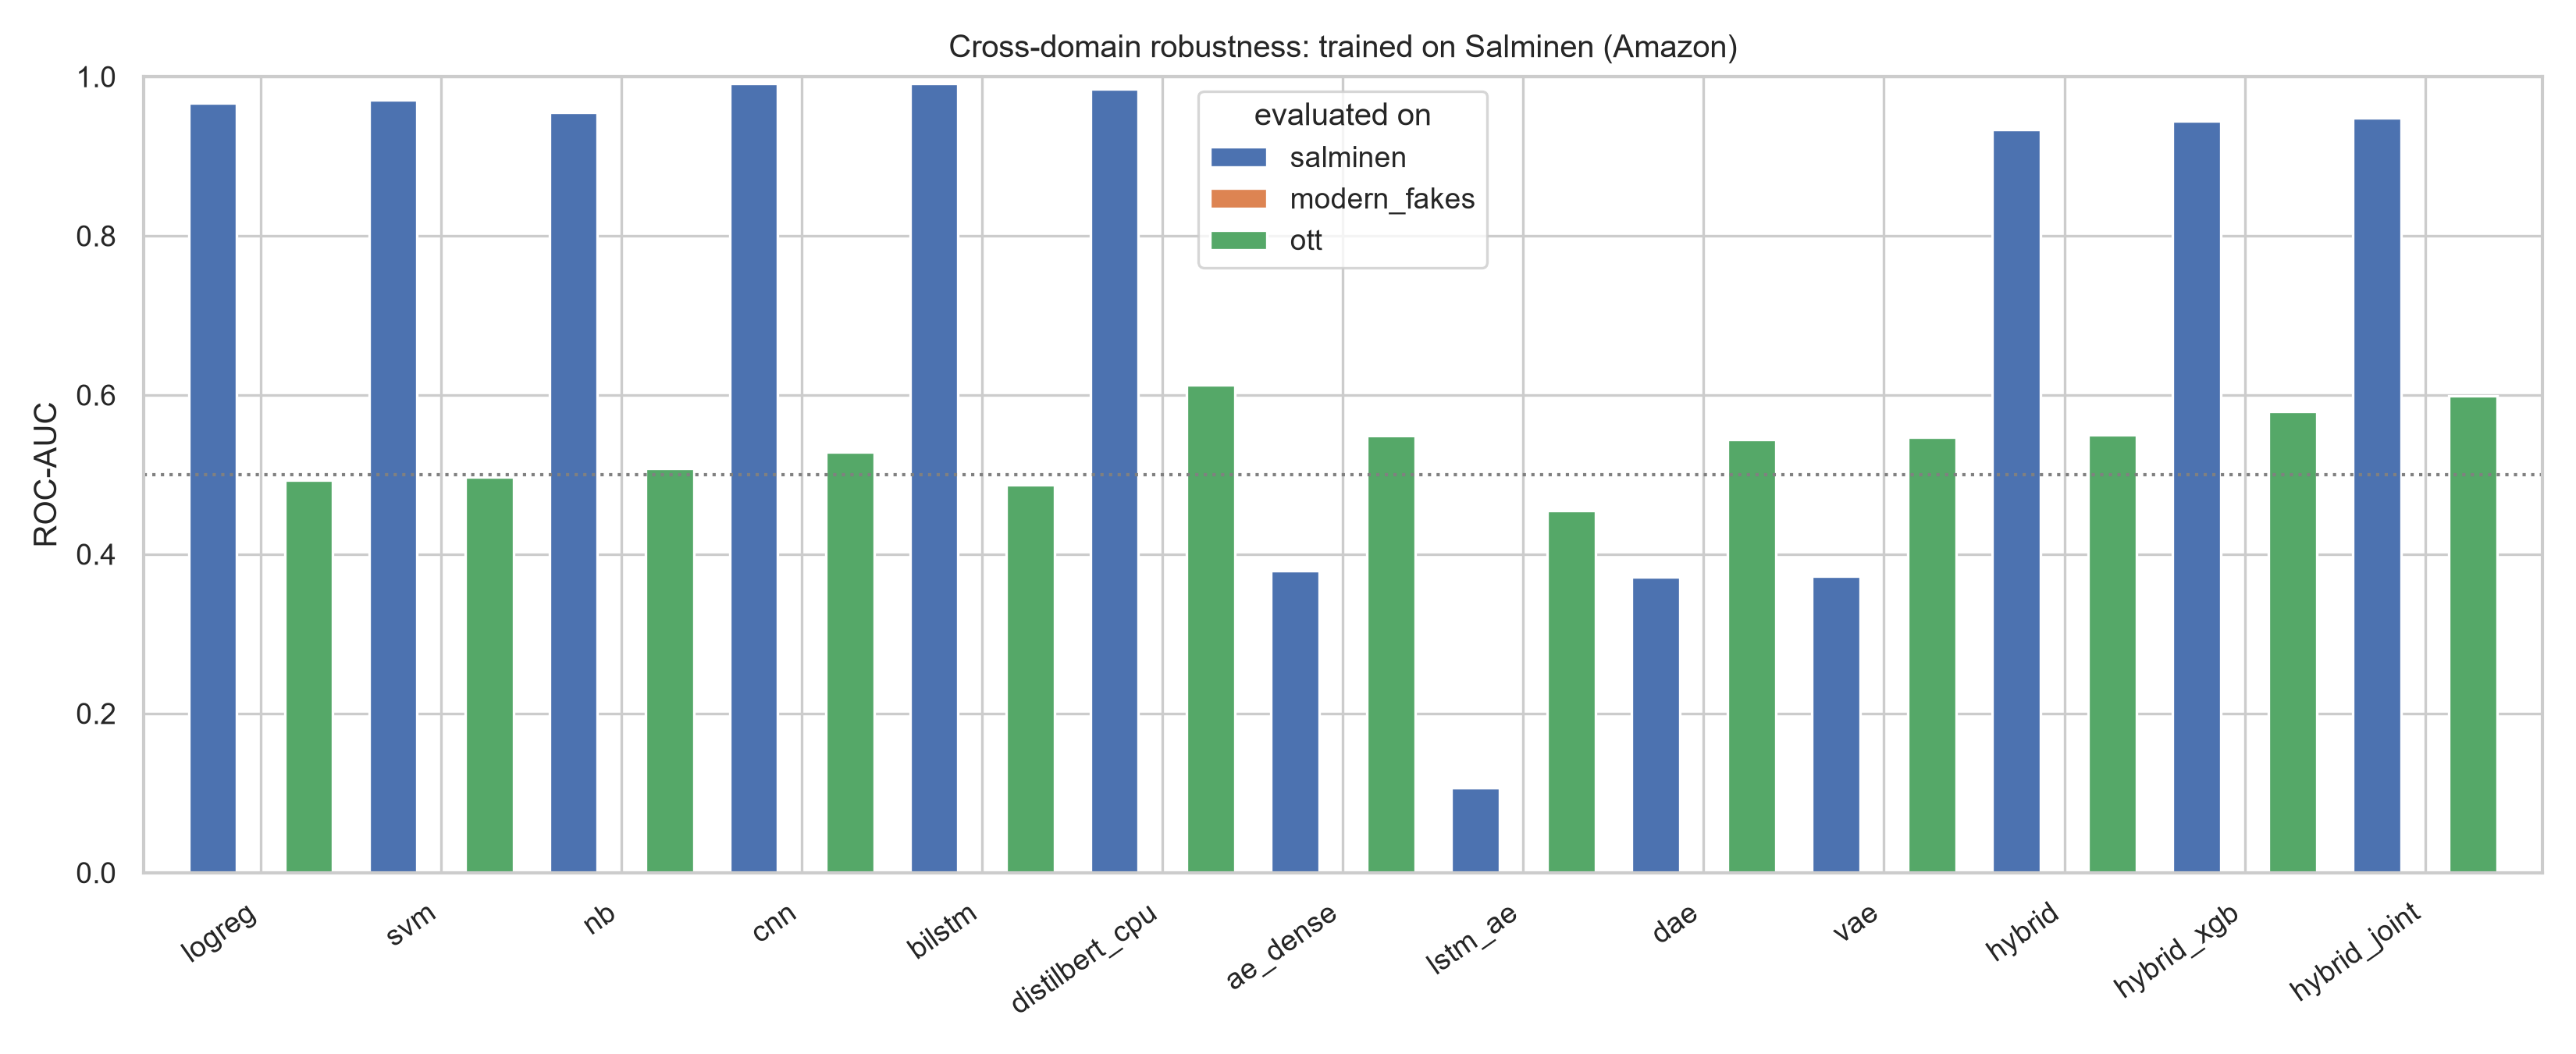 Cross-domain robustness: trained on Salminen (Amazon)
1.0
0.8
0.6
0.4
0.2
0.0
ROC-AUC
evaluated on
salminen
modern_fakes
ott
logreg
svm
nb
cnn
bilstm
distilbert_cpu
ae_dense
lstm_ae
dae
vae
hybrid
hybrid_xgb
hybrid_joint